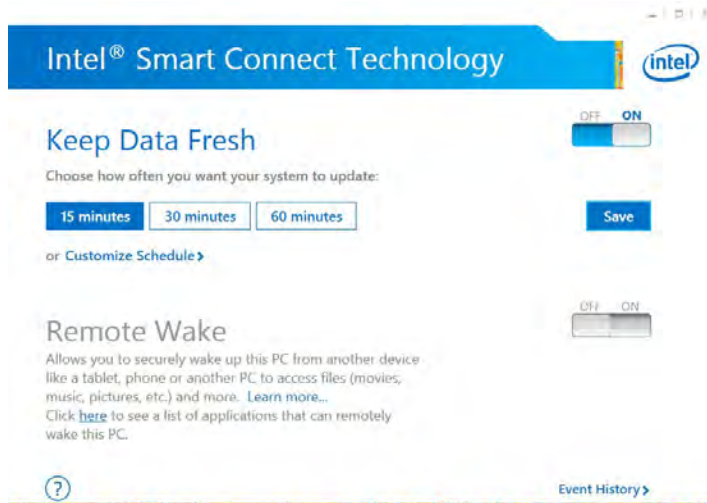 Intel® Smart Connect Technology
intel
OFF ON
Keep Data Fresh
Choose how often you want your system to update:
15 minutes 30 minutes 60 minutes Save
or Customize Schedule >
OFF ON
Remote Wake
Allows you to securely wake up this PC from another device
like a tablet, phone or another PC to access files (movies,
music, pictures, etc.) and more. Learn more...
Click here to see a list of applications that can remotely
wake this PC.
? Event History >